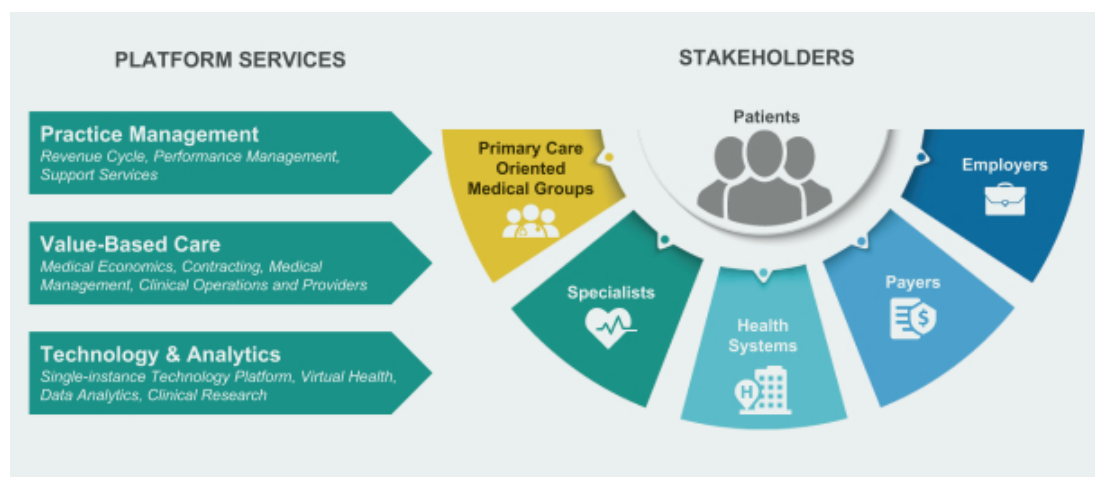 PLATFORM SERVICES
Practice Management
Revenue Cycle, Performance Management,
Support Services
Value-Based Care
Medical Economics, Contracting, Medical
Management, Clinical Operations and Providers
Technology & Analytics
Single-instance Technology Platform, Virtual Health,
Data Analytics, Clinical Research
STAKEHOLDERS
Patients
Primary Care
Oriented
Medical Groups
Specialists
Health
Systems
H
Payers
$
Employers